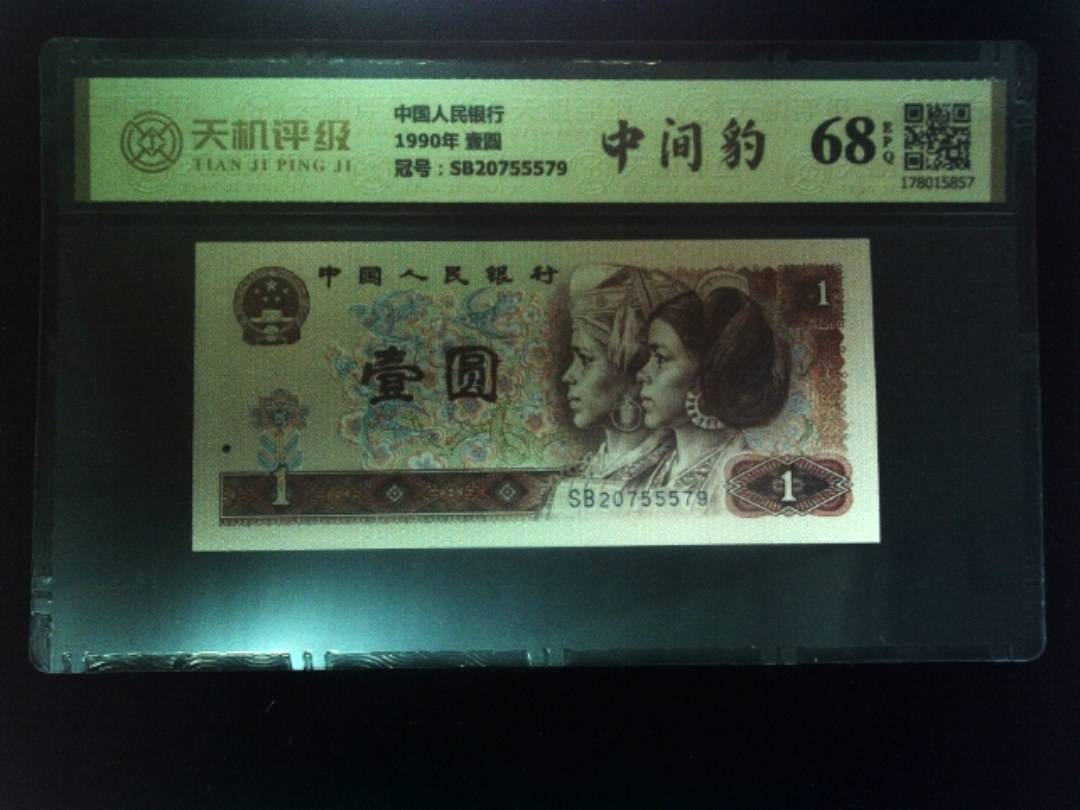 天机评级
TIAN JI PING JI
中国人民银行
1990年 壹圆
冠号：SB20755579
中间豹
68
EPQ
178015857
中国人民银行
1
壹圆
1
SB20755579
1